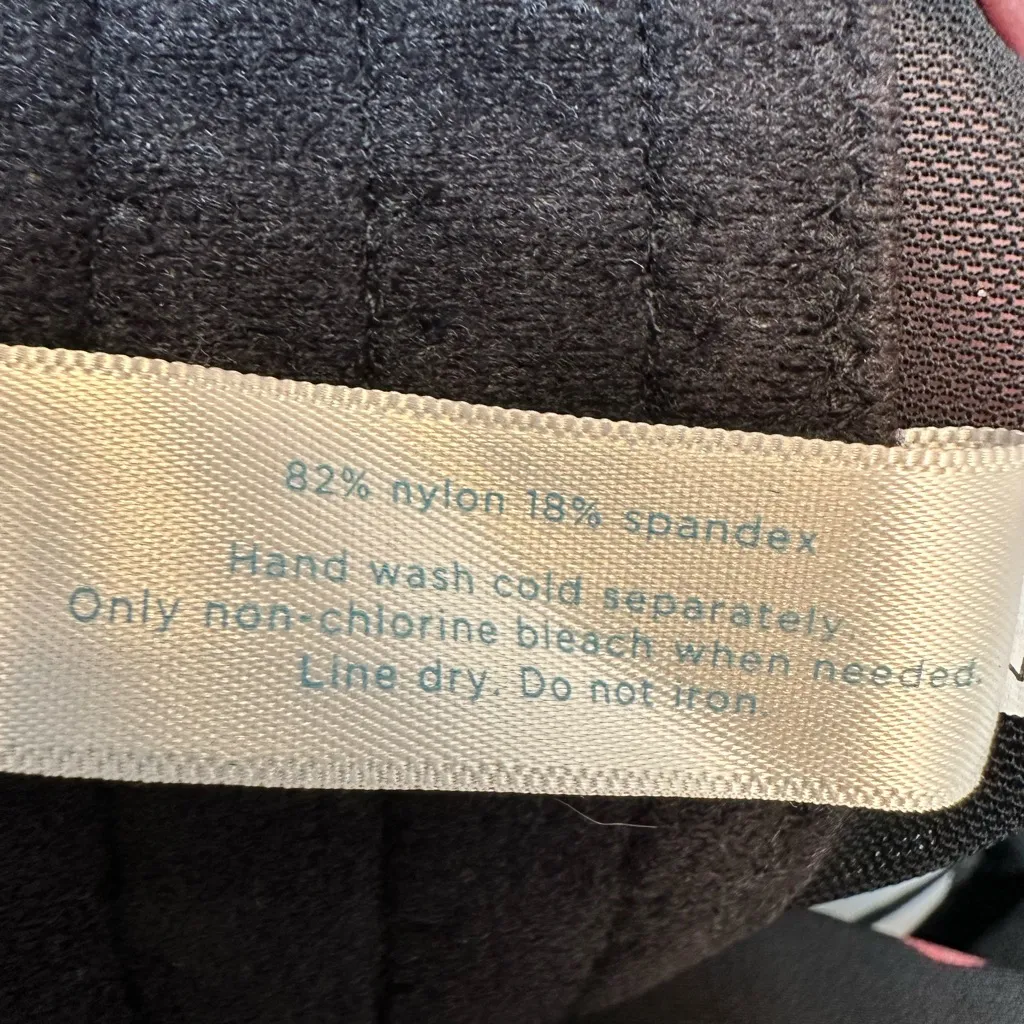 82% nylon 18% spandex
Hand wash cold separately.
Only non-chlorine bleach when needed.
Line dry. Do not iron.